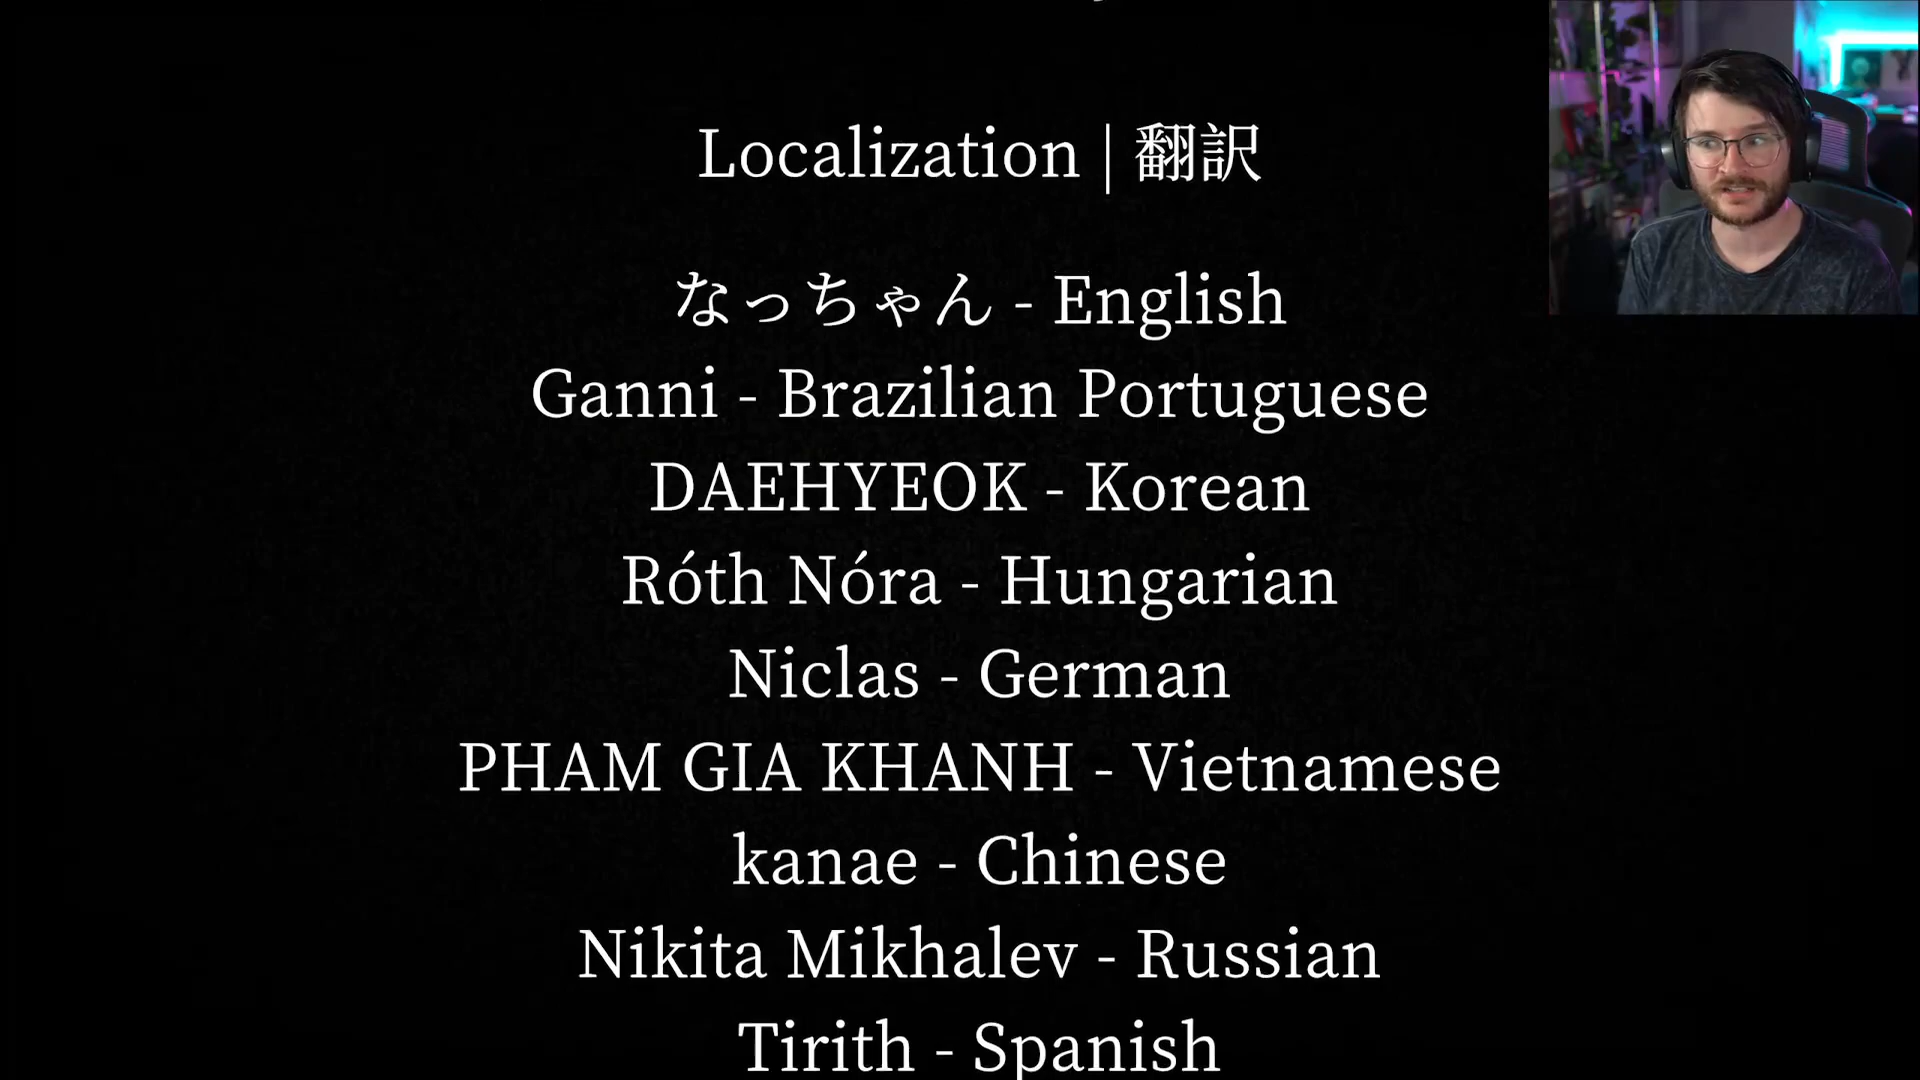 Localization | 翻訳
なっちゃん - English
Ganni - Brazilian Portuguese
DAEHYEOK - Korean
Róth Nóra - Hungarian
Niclas - German
PHAM GIA KHANH - Vietnamese
kanae - Chinese
Nikita Mikhalev - Russian
Tirith - Spanish